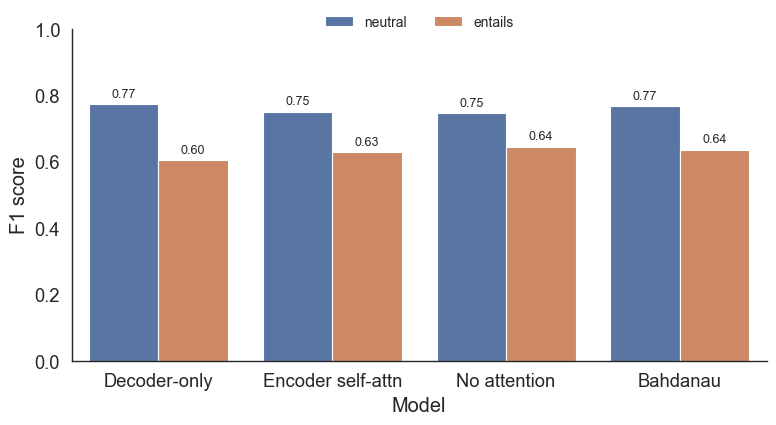 neutral entails
1.0
0.8
0.6
0.4
0.2
0.0
F1 score
0.77 0.60 0.75 0.63 0.75 0.64 0.77 0.64
Decoder-only Encoder self-attn No attention Bahdanau
Model